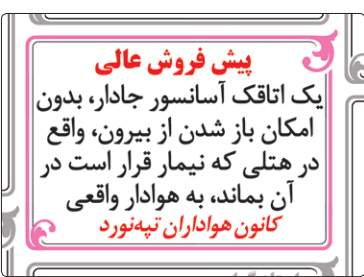 پیش فروش عالی
یک اتاقک آسانسور جادار، بدون
امکان باز شدن از بیرون، واقع
در هتلی که نیمار قرار است در
آن بماند، به هوادار واقعی
کانون هواداران تپه‌نورد